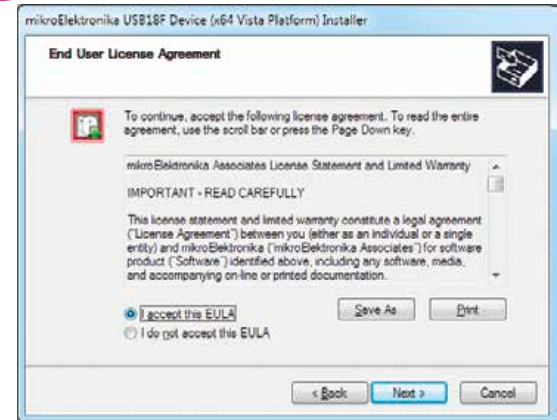 mikroElektronika USB18F Device (x64 Vista Platform) Installer
End User License Agreement
To continue, accept the following license agreement. To read the entire
agreement, use the scroll bar or press the Page Down key.
mikroElektronika Associates License Statement and Limited Warranty
IMPORTANT - READ CAREFULLY
This license statement and limited warranty constitute a legal agreement
("License Agreement") between you (either as an individual or a single
entity) and mikroElektronika ("mikroElektronika Associates") for software
product ("Software") identified above, including any software, media,
and accompanying on-line or printed documentation.
I accept this EULA
Save As
Print
I do not accept this EULA
< Back
Next >
Cancel